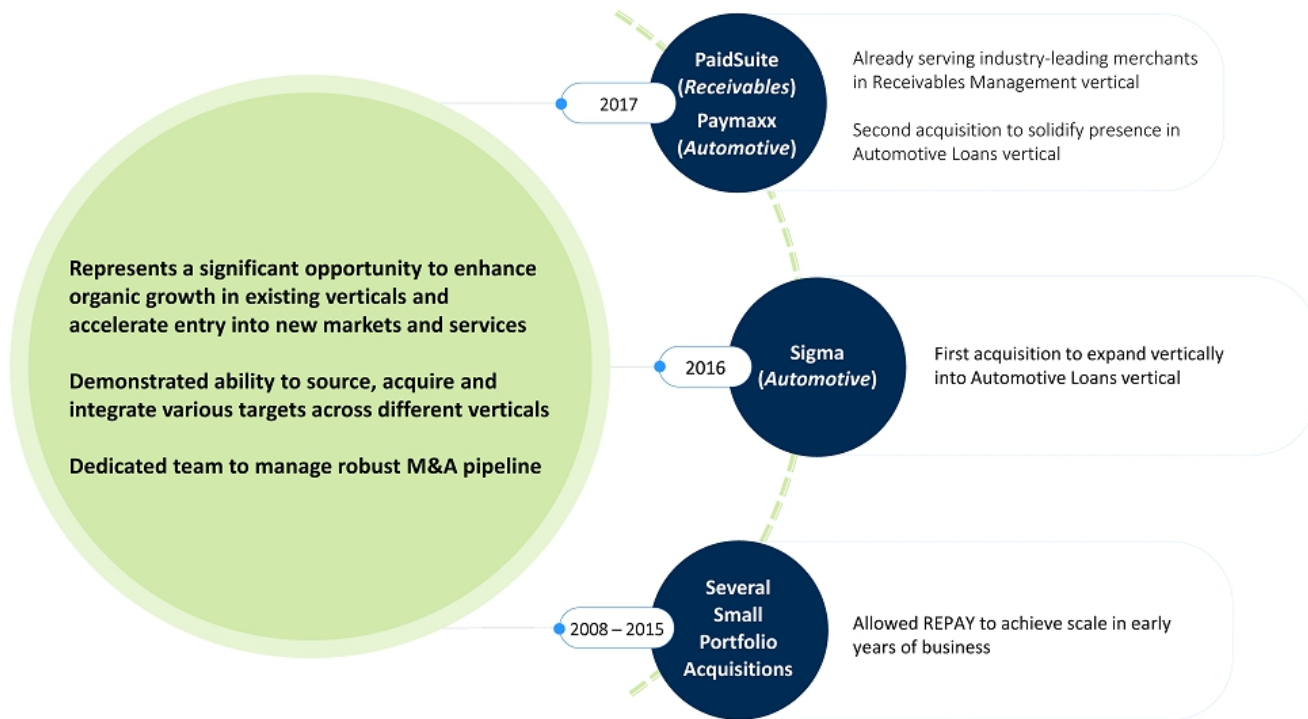 Represents a significant opportunity to enhance
organic growth in existing verticals and
accelerate entry into new markets and services
Demonstrated ability to source, acquire and
integrate various targets across different verticals
Dedicated team to manage robust M&A pipeline
2017
PaidSuite
(Receivables)
Paymaxx
(Automotive)
Already serving industry-leading merchants
in Receivables Management vertical
Second acquisition to solidify presence in
Automotive Loans vertical
2016
Sigma
(Automotive)
First acquisition to expand vertically
into Automotive Loans vertical
2008 – 2015
Several
Small
Portfolio
Acquisitions
Allowed REPAY to achieve scale in early
years of business